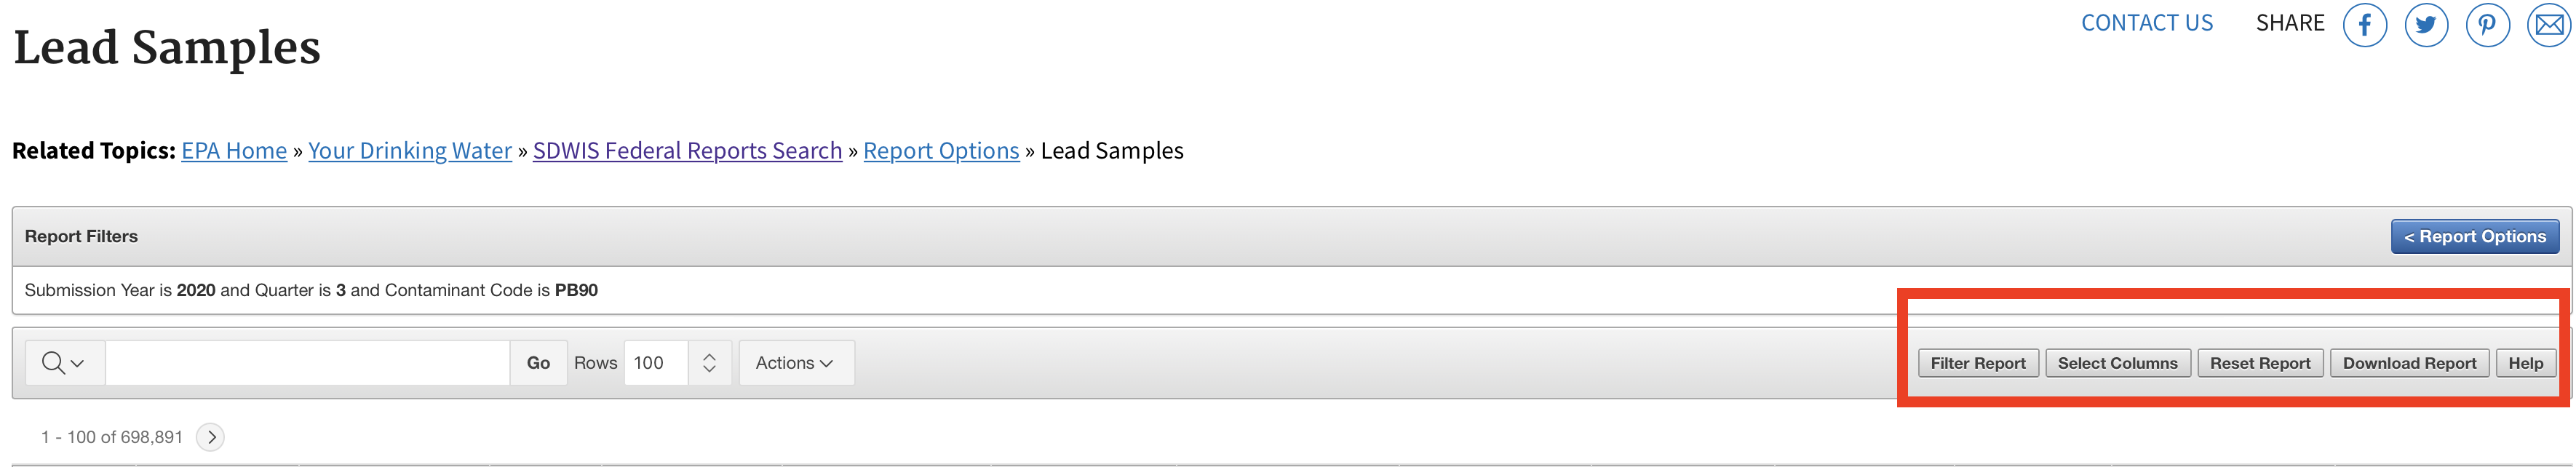 CONTACT US SHARE
Lead Samples
Related Topics: EPA Home » Your Drinking Water » SDWIS Federal Reports Search » Report Options » Lead Samples
Report Filters < Report Options
Submission Year is 2020 and Quarter is 3 and Contaminant Code is PB90
Go Rows 100 Actions Filter Report Select Columns Reset Report Download Report Help
1 - 100 of 698,891